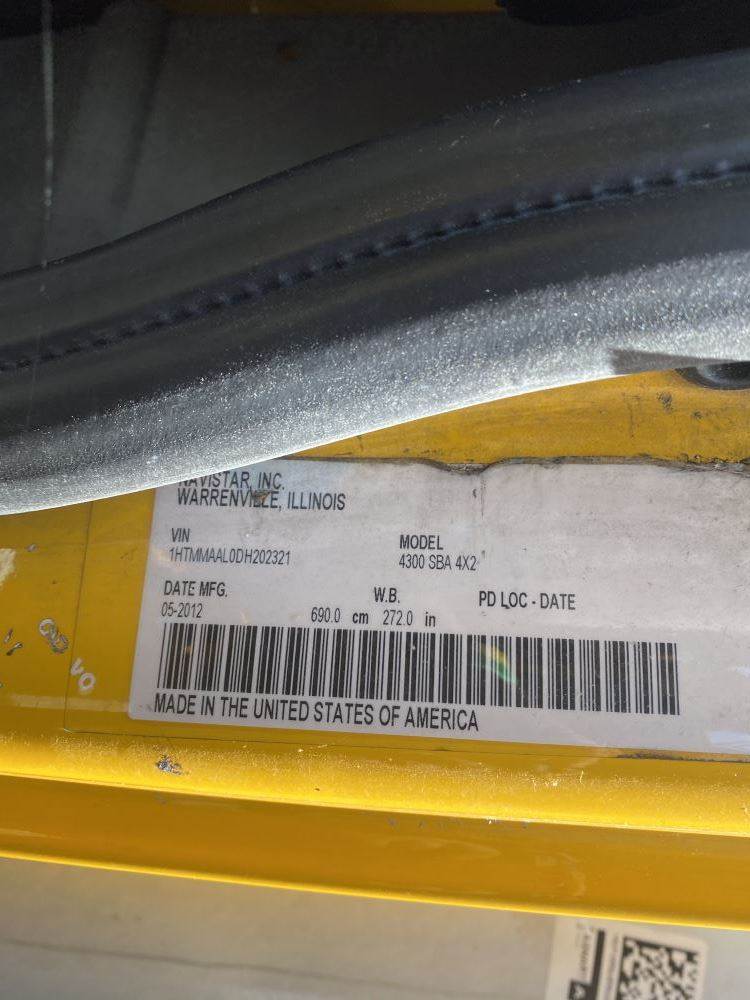 NAVISTAR, INC.
WARRENVILLE, ILLINOIS
VIN MODEL
1HTMMAAL0DH202321 4300 SBA 4X2
DATE MFG. W.B. PD LOC - DATE
05-2012 690.0 cm 272.0 in
MADE IN THE UNITED STATES OF AMERICA